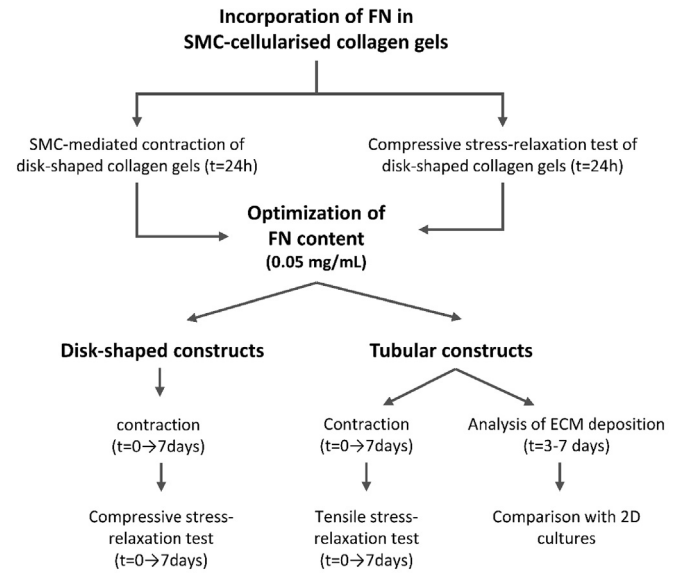 Incorporation of FN in
SMC-cellularised collagen gels
SMC-mediated contraction of
disk-shaped collagen gels (t=24h)
Compressive stress-relaxation test of
disk-shaped collagen gels (t=24h)
Optimization of
FN content
(0.05 mg/mL)
Disk-shaped constructs
Tubular constructs
contraction
(t=0→7days)
Contraction
(t=0→7days)
Analysis of ECM deposition
(t=3-7 days)
Compressive stress-
relaxation test
(t=0→7days)
Tensile stress-
relaxation test
(t=0→7days)
Comparison with 2D
cultures